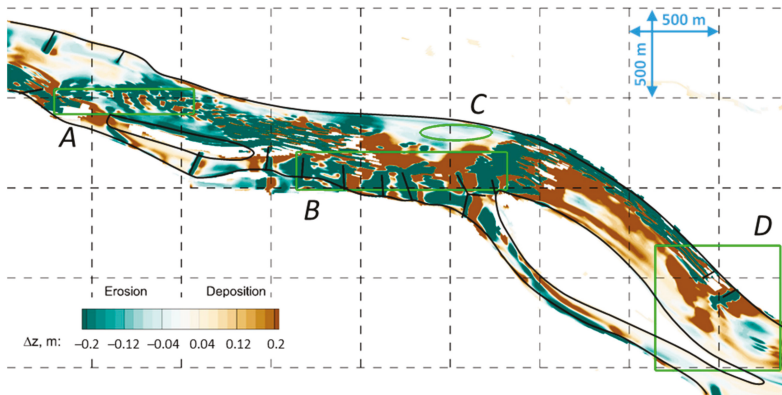 500 m
500 m
C
A
B
D
Erosion Deposition
Δz, m: −0.2 −0.12 −0.04 0.04 0.12 0.2